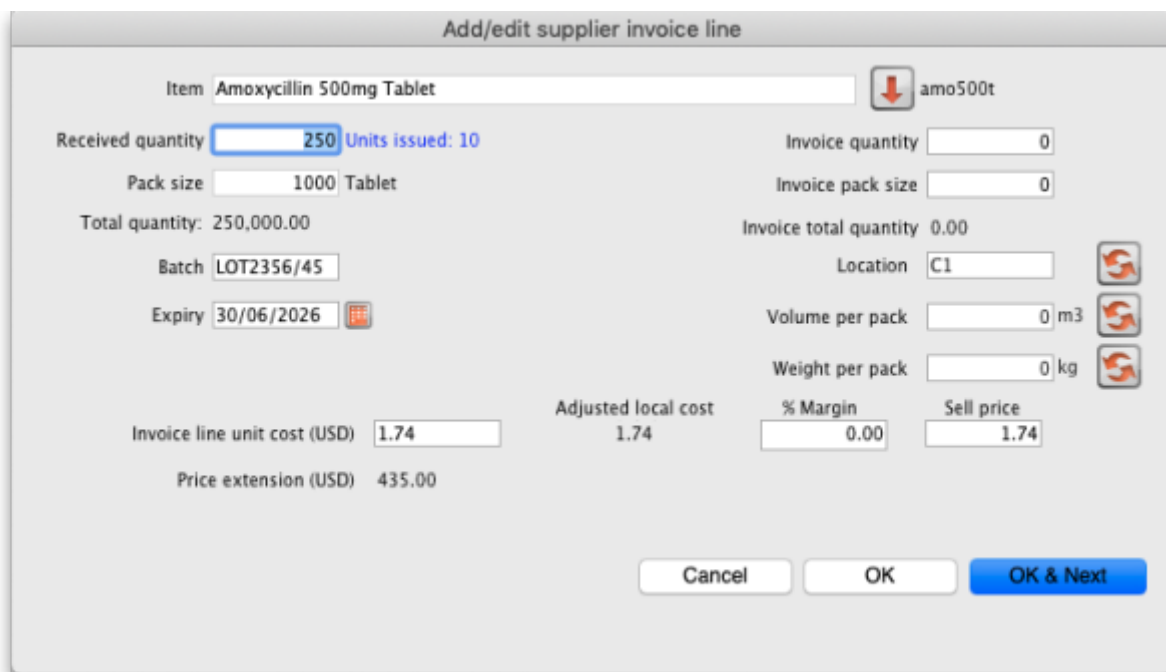 Add/edit supplier invoice line
Item Amoxycillin 500mg Tablet amo500t
Received quantity 250 Units issued: 10 Invoice quantity 0
Pack size 1000 Tablet Invoice pack size 0
Total quantity: 250,000.00 Invoice total quantity 0.00
Batch LOT2356/45 Location C1
Expiry 30/06/2026 Volume per pack 0 m3
Weight per pack 0 kg
Adjusted local cost % Margin Sell price
Invoice line unit cost (USD) 1.74 1.74 0.00 1.74
Price extension (USD) 435.00
Cancel OK OK & Next